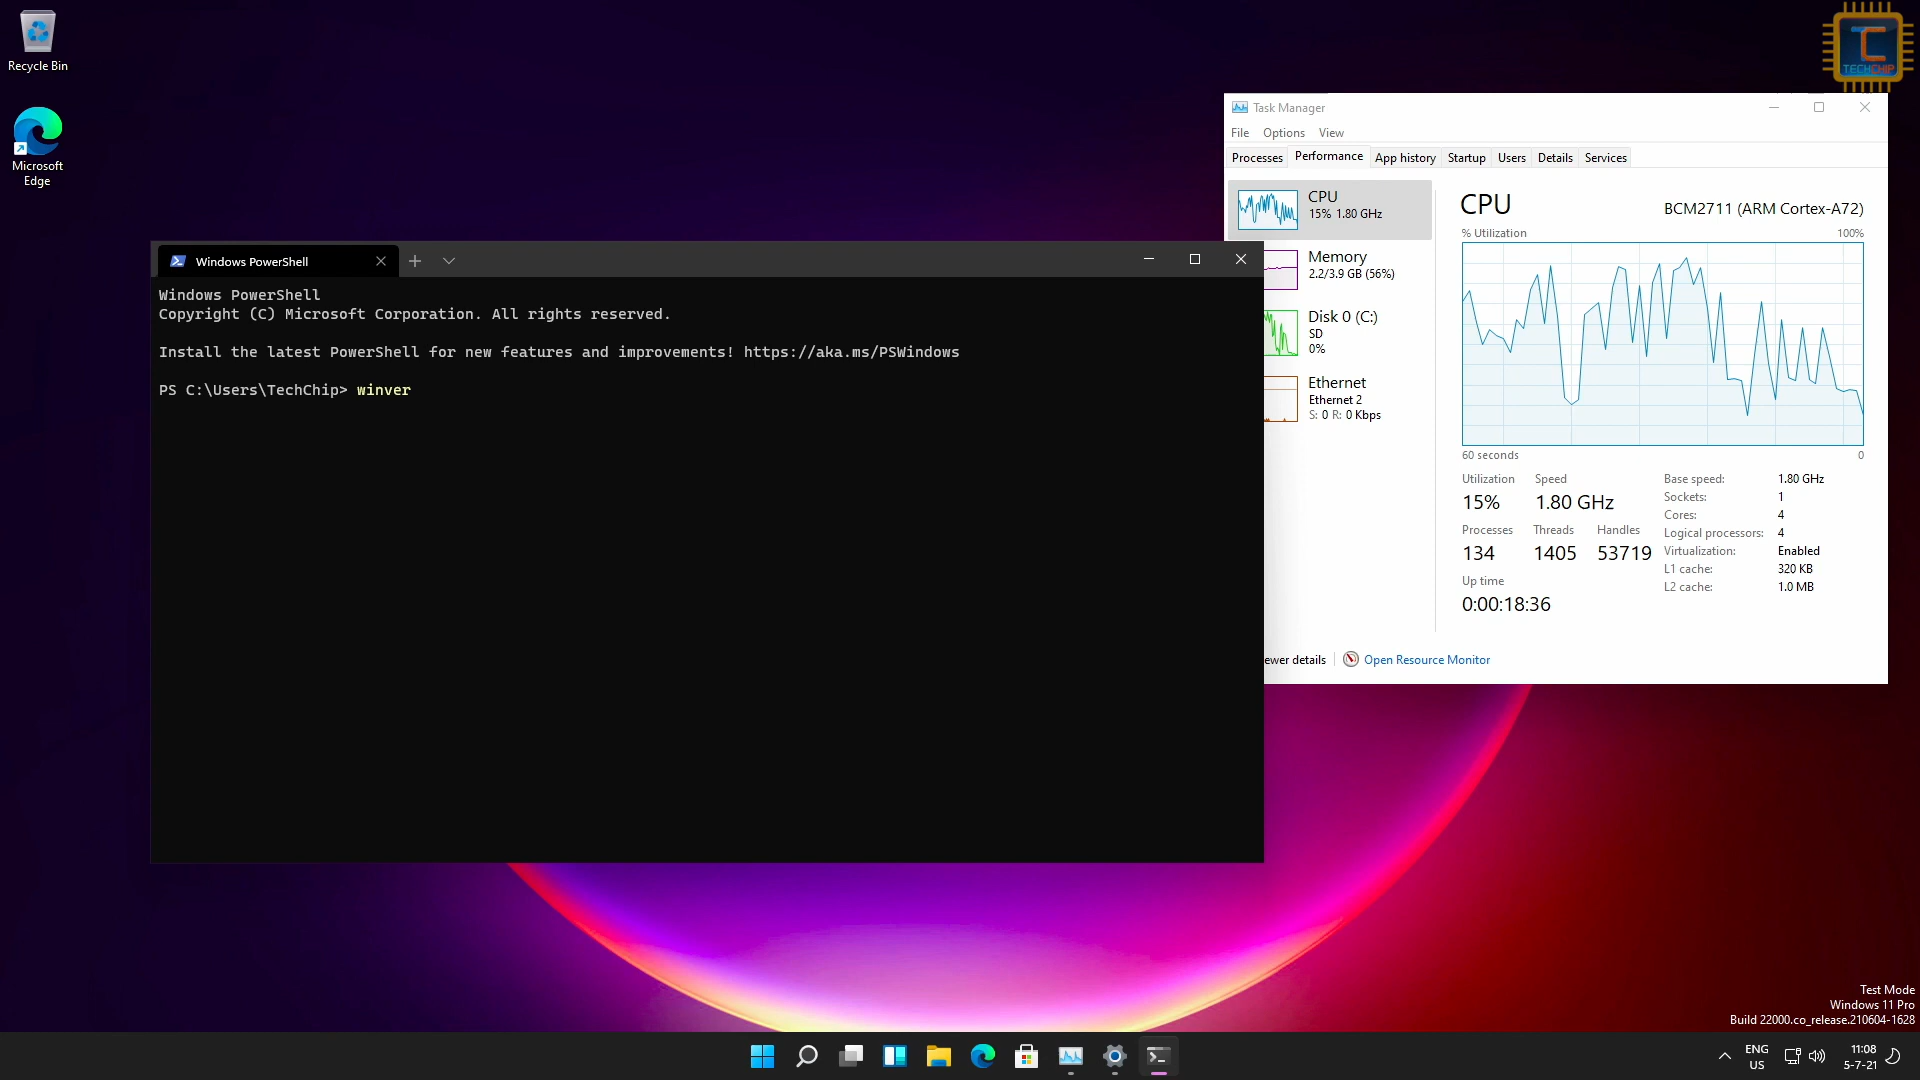 Recycle Bin
Microsoft
Edge
TC
TECHCHIP
Task Manager
File Options View
Processes Performance App history Startup Users Details Services
CPU
15% 1.80 GHz
Memory
2.2/3.9 GB (56%)
Disk 0 (C:)
SD
0%
Ethernet
Ethernet 2
S: 0 R: 0 Kbps
CPU BCM2711 (ARM Cortex-A72)
% Utilization 100%
60 seconds 0
Utilization Speed
15% 1.80 GHz
Processes Threads Handles
134 1405 53719
Up time
0:00:18:36
Base speed: 1.80 GHz
Sockets: 1
Cores: 4
Logical processors: 4
Virtualization: Enabled
L1 cache: 320 KB
L2 cache: 1.0 MB
ewer details Open Resource Monitor
Windows PowerShell
Windows PowerShell
Copyright (C) Microsoft Corporation. All rights reserved.
Install the latest PowerShell for new features and improvements! https://aka.ms/PSWindows
PS C:\Users\TechChip> winver
Test Mode
Windows 11 Pro
Build 22000.co_release.210604-1628
ENG
US
11:08
5-7-21